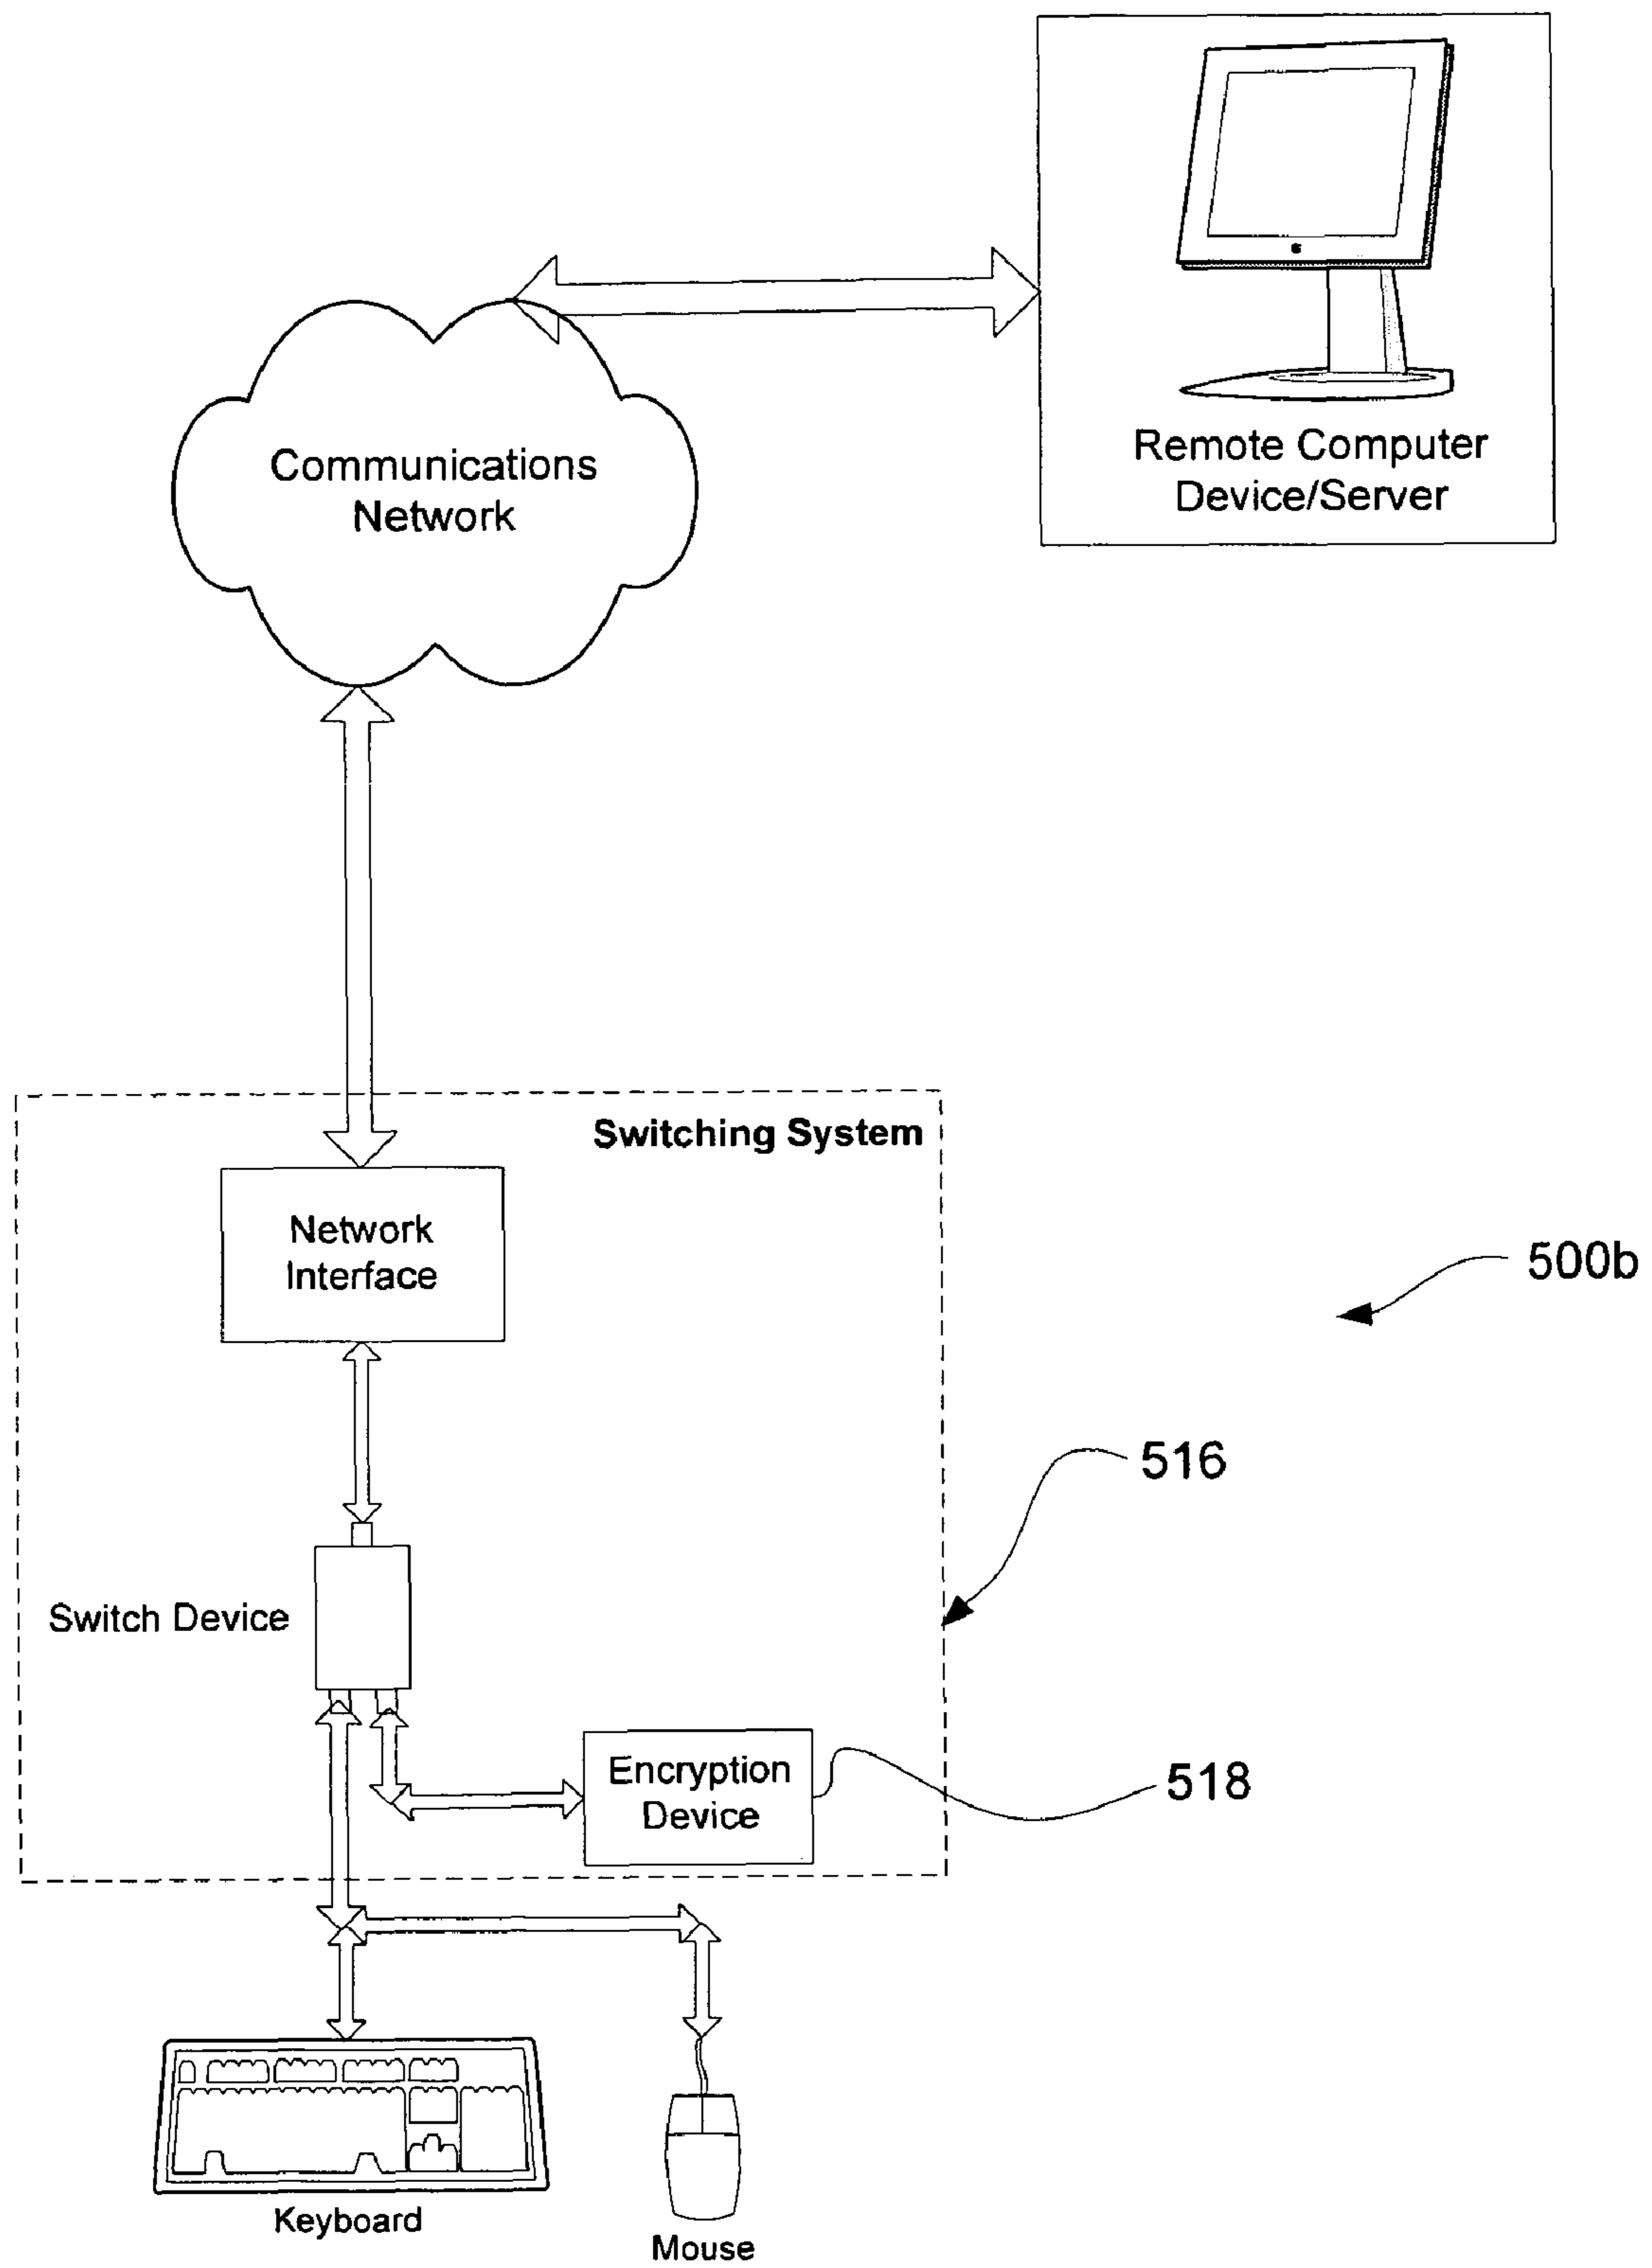 Remote Computer
Device/Server
Communications
Network
Switching System
Network
Interface
500b
516
Switch Device
Encryption
Device
518
Keyboard
Mouse